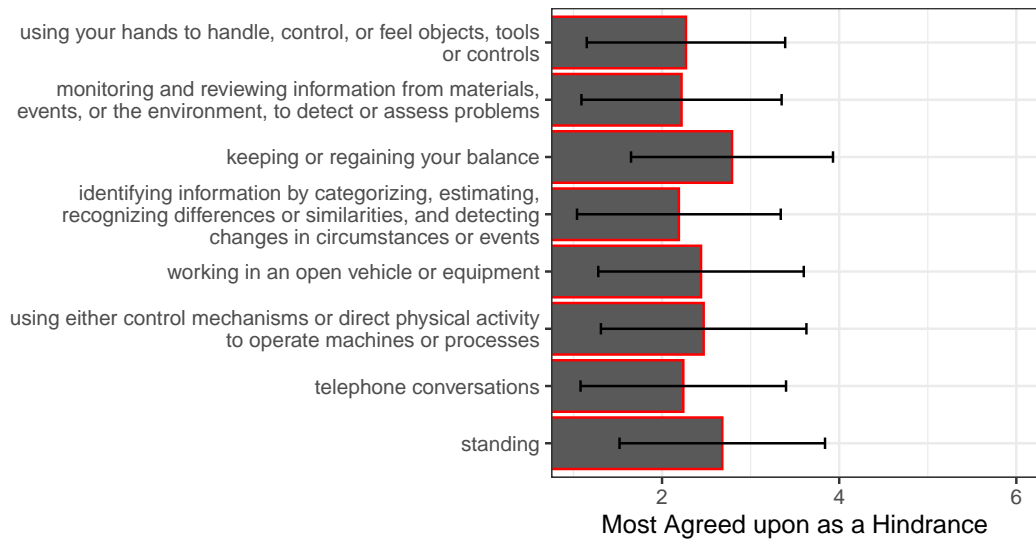 using your hands to handle, control, or feel objects, tools
or controls
monitoring and reviewing information from materials,
events, or the environment, to detect or assess problems
keeping or regaining your balance
identifying information by categorizing, estimating,
recognizing differences or similarities, and detecting
changes in circumstances or events
working in an open vehicle or equipment
using either control mechanisms or direct physical activity
to operate machines or processes
telephone conversations
standing
2 4 6
Most Agreed upon as a Hindrance